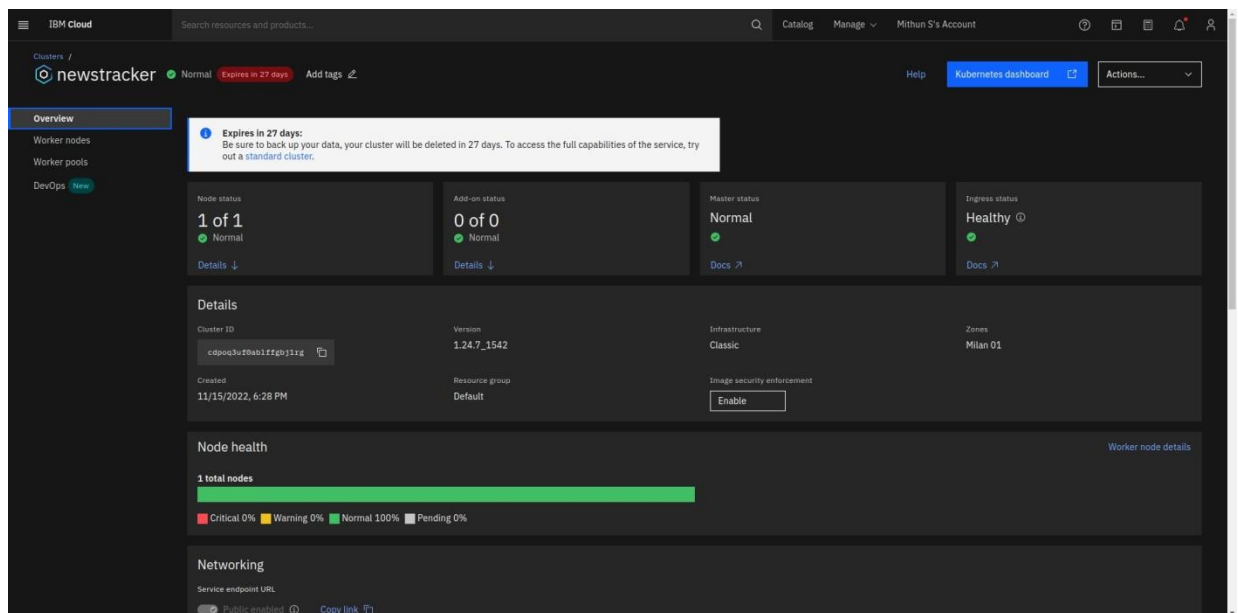 IBM Cloud
Search resources and products...
Catalog
Manage
Mithun S's Account
Clusters /
newstracker
Normal
Expires in 27 days
Add tags
Help
Kubernetes dashboard
Actions...
Overview
Worker nodes
Worker pools
DevOps
New
Expires in 27 days:
Be sure to back up your data, your cluster will be deleted in 27 days. To access the full capabilities of the service, try
out a standard cluster.
Node status
1 of 1
Normal
Details
Add-on status
0 of 0
Normal
Details
Master status
Normal
Docs
Ingress status
Healthy
Docs
Details
Cluster ID
cdpoq3uf0ablffgbj1rg
Version
1.24.7_1542
Infrastructure
Classic
Zones
Milan 01
Created
11/15/2022, 6:28 PM
Resource group
Default
Image security enforcement
Enable
Node health
Worker node details
1 total nodes
Critical 0%
Warning 0%
Normal 100%
Pending 0%
Networking
Service endpoint URL
Public enabled
Copy link